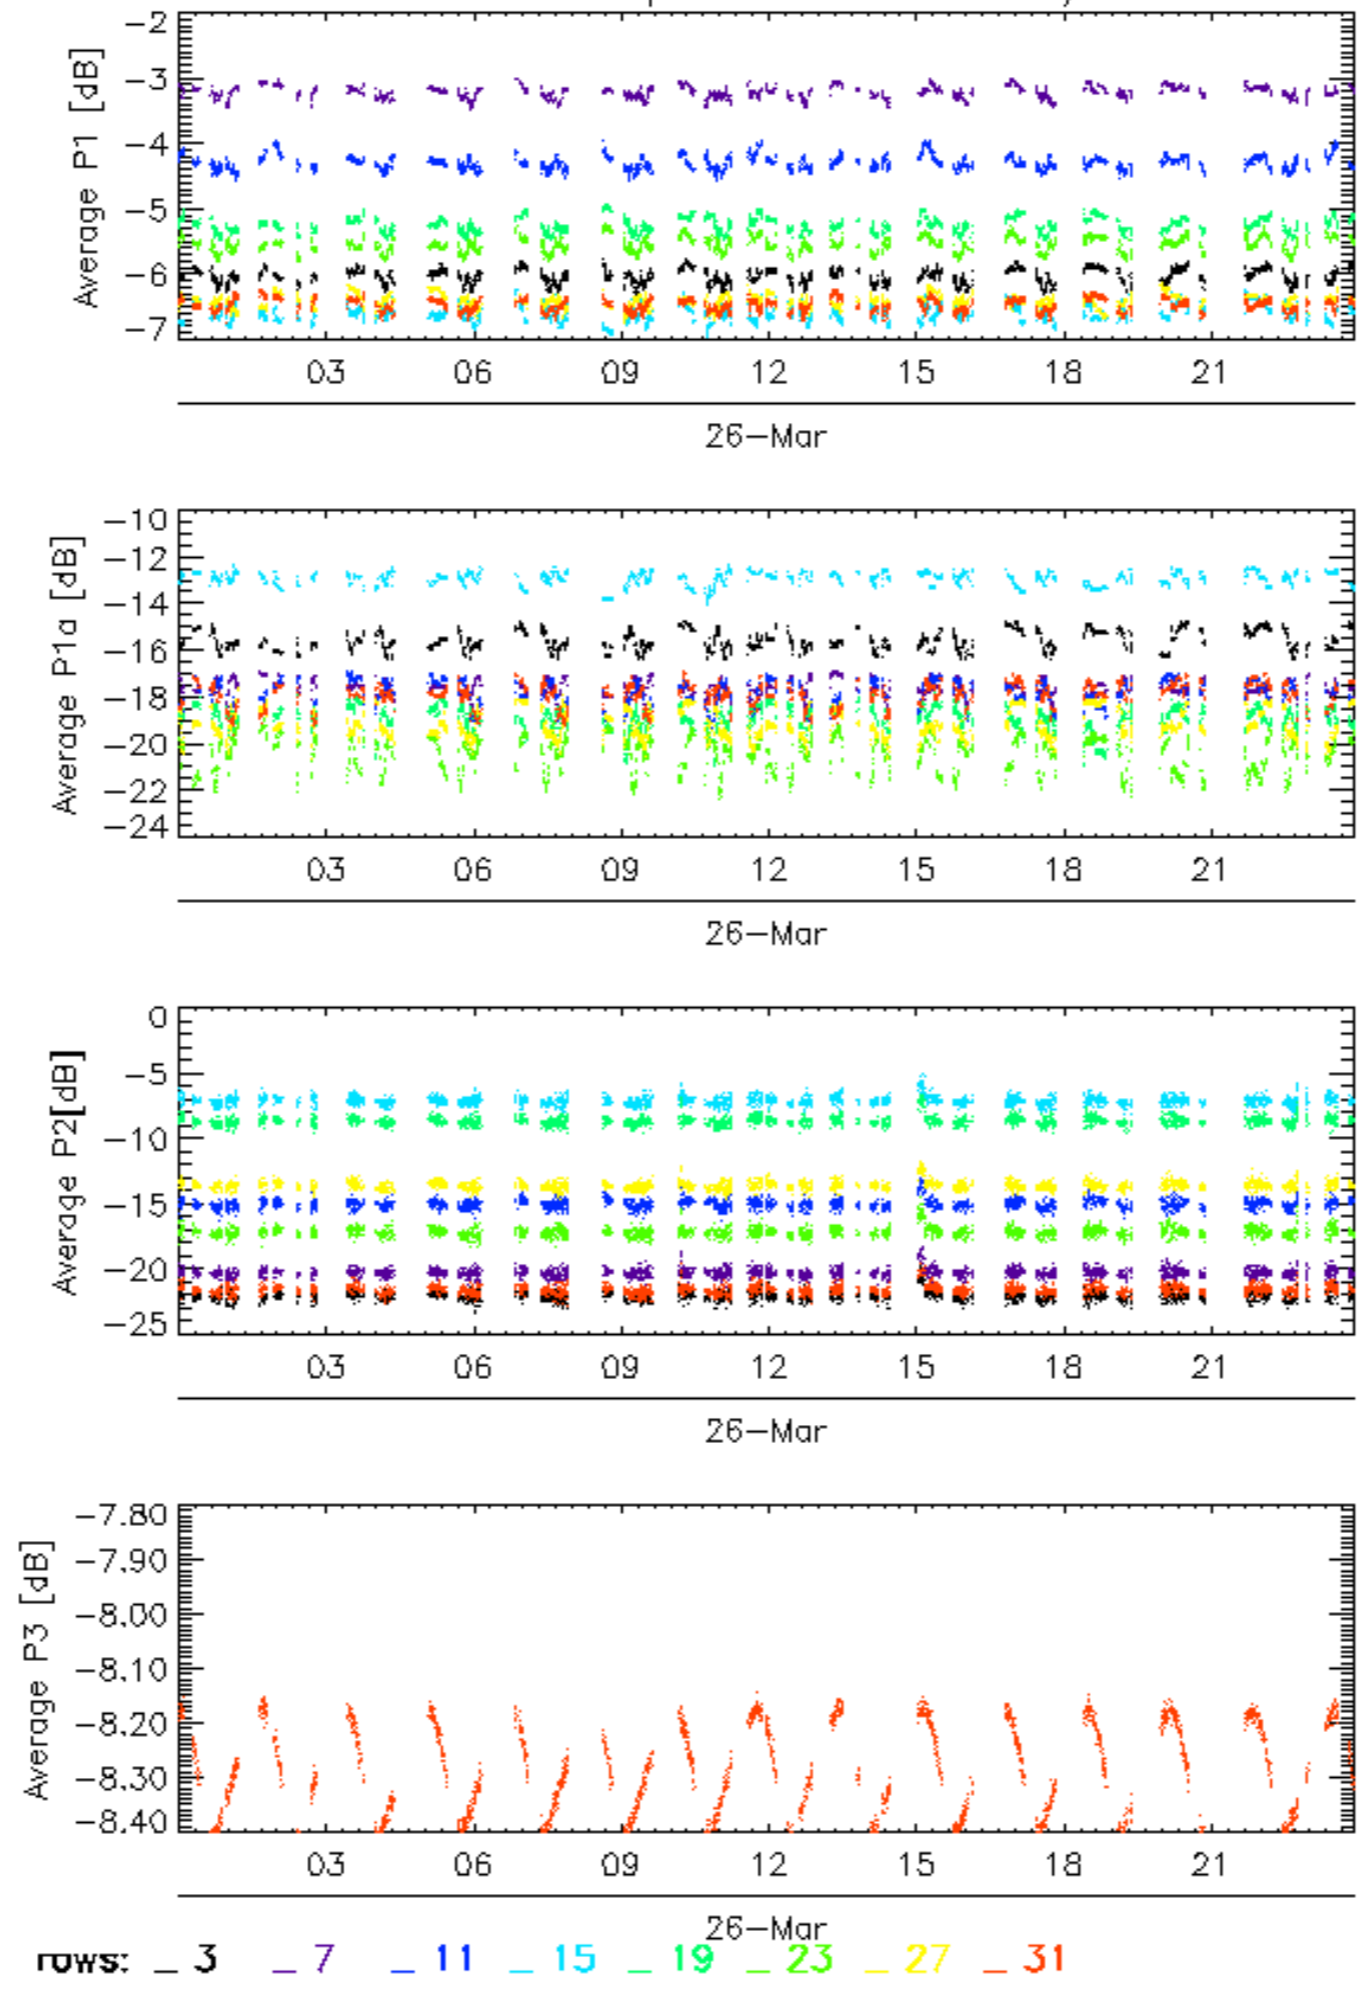 Average P1 [dB]
-2
-3
-4
-5
-6
-7
03 06 09 12 15 18 21
26-Mar
Average P1a [dB]
-10
-12
-14
-16
-18
-20
-22
-24
03 06 09 12 15 18 21
26-Mar
Average P2[dB]
0
-5
-10
-15
-20
-25
03 06 09 12 15 18 21
26-Mar
Average P3 [dB]
-7.80
-7.90
-8.00
-8.10
-8.20
-8.30
-8.40
03 06 09 12 15 18 21
26-Mar
rows: _ 3 _ 7 _ 11 _ 15 _ 19 _ 23 _ 27 _ 31